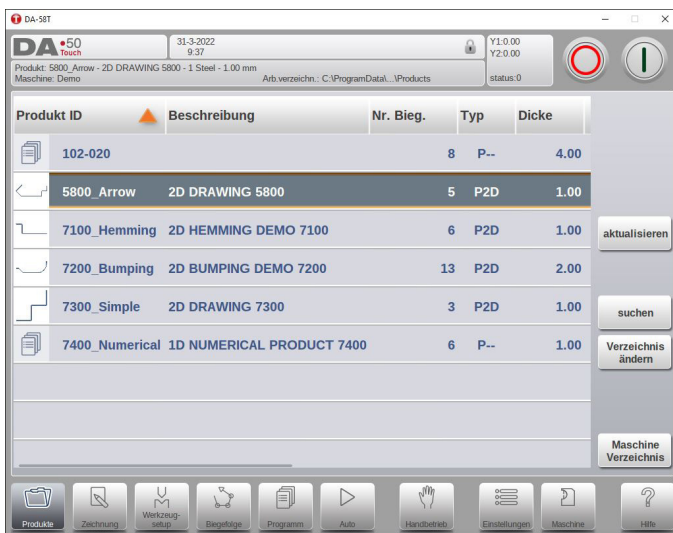 DA-58T
DA •50 Touch
31-3-2022
9:37
Y1:0.00
Y2:0.00
Produkt: 5800_Arrow - 2D DRAWING 5800 - 1 Steel - 1.00 mm
Maschine: Demo Arb.verzeichn.: C:\ProgramData\...\Products
status:0
Produkt ID Beschreibung Nr. Bieg. Typ Dicke
102-020 8 P-- 4.00
5800_Arrow 2D DRAWING 5800 5 P2D 1.00
7100_Hemming 2D HEMMING DEMO 7100 6 P2D 1.00
7200_Bumping 2D BUMPING DEMO 7200 13 P2D 2.00
7300_Simple 2D DRAWING 7300 3 P2D 1.00
7400_Numerical 1D NUMERICAL PRODUCT 7400 6 P-- 1.00
aktualisieren
suchen
Verzeichnis
ändern
Maschine
Verzeichnis
Produkte
Zeichnung
Werkzeug-
setup
Biegefolge
Programm
Auto
Handbetrieb
Einstellungen
Maschine
Hilfe